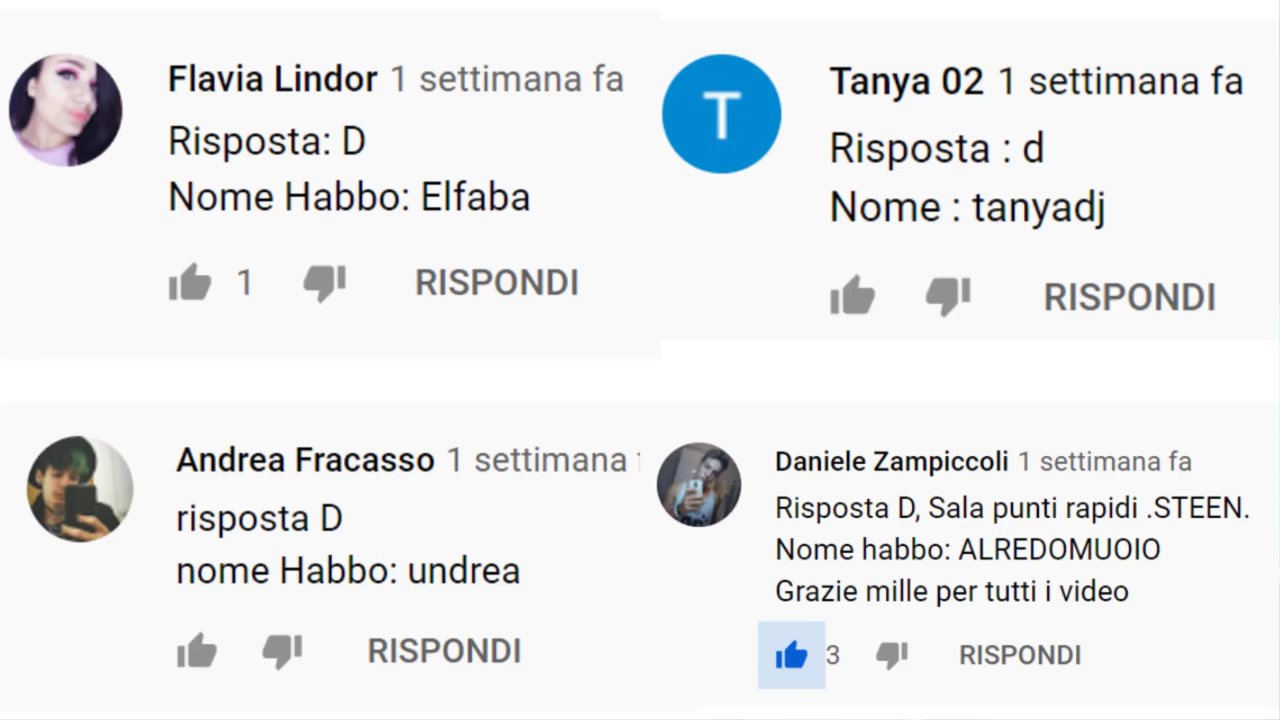 Flavia Lindor 1 settimana fa
Risposta: D
Nome Habbo: Elfaba
1 RISPONDI
T
Tanya 02 1 settimana fa
Risposta : d
Nome : tanyadj
RISPONDI
Andrea Fracasso 1 settimana
risposta D
nome Habbo: undrea
RISPONDI
Daniele Zampiccoli 1 settimana fa
Risposta D, Sala punti rapidi .STEEN.
Nome habbo: ALREDOMUOIO
Grazie mille per tutti i video
3 RISPONDI